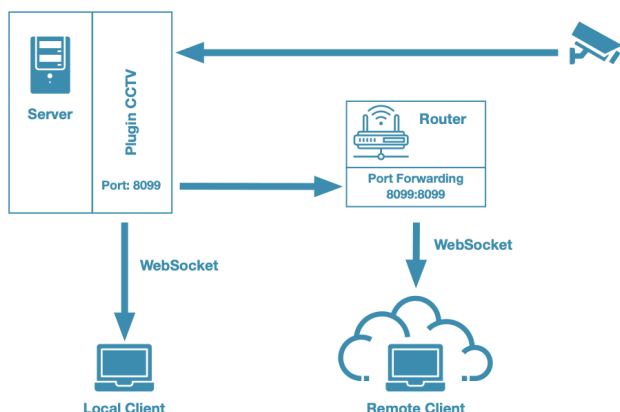 Server
Plugin CCTV
Port: 8099
Router
Port Forwarding
8099:8099
WebSocket
WebSocket
Local Client
Remote Client